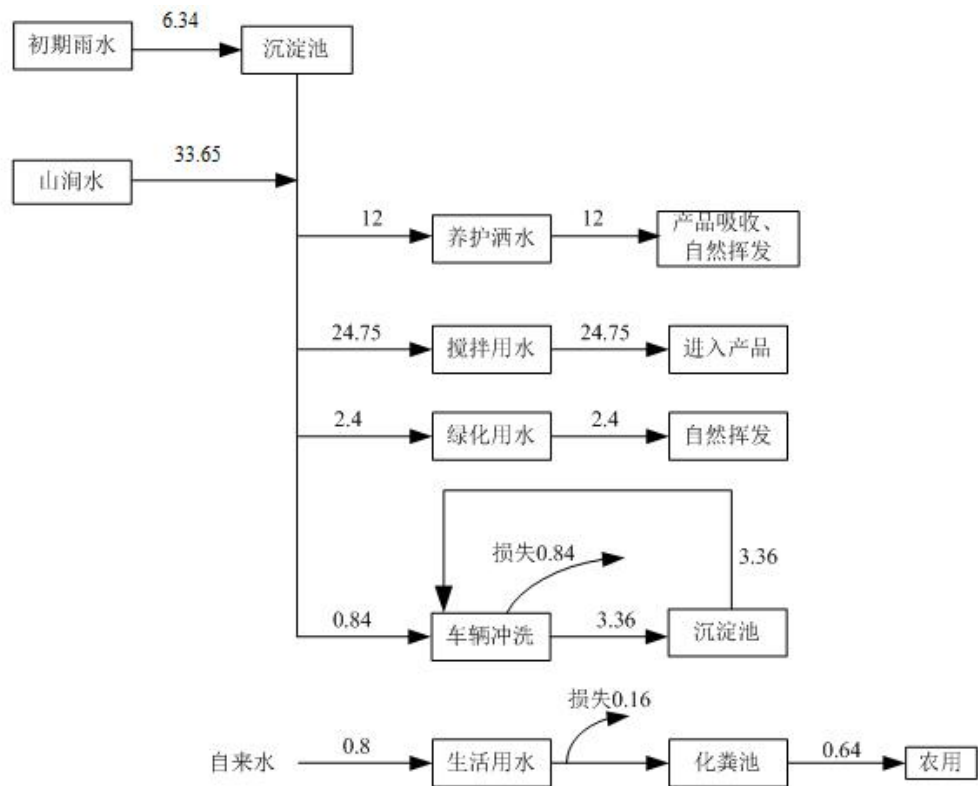 6.34
初期雨水
沉淀池
33.65
山涧水
12
养护洒水
12
产品吸收、
自然挥发
24.75
搅拌用水
24.75
进入产品
2.4
绿化用水
2.4
自然挥发
损失0.84
3.36
0.84
车辆冲洗
3.36
沉淀池
损失0.16
自来水
0.8
生活用水
化粪池
0.64
农用